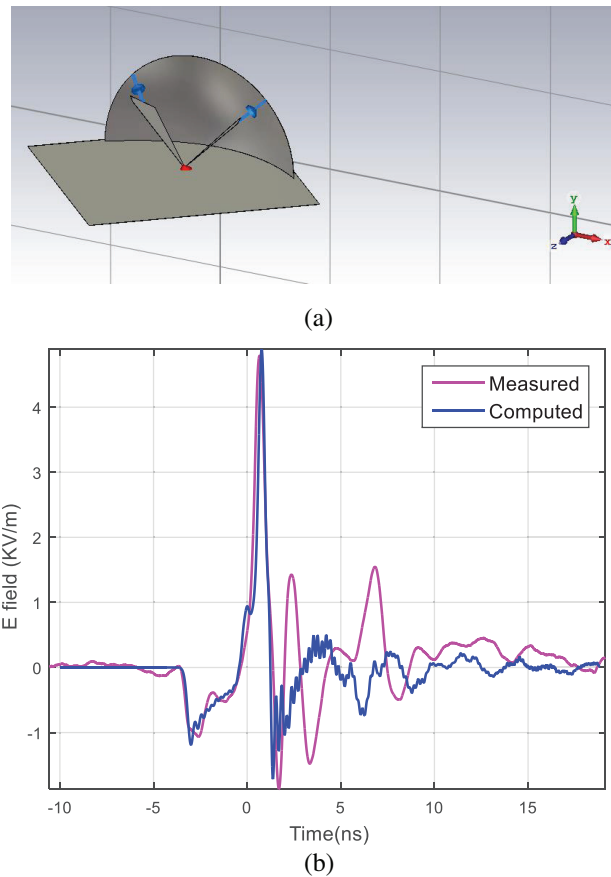 y
z
x
(a)
Measured
Computed
E field (KV/m)
4
3
2
1
0
-1
-10
-5
0
5
10
15
Time(ns)
(b)